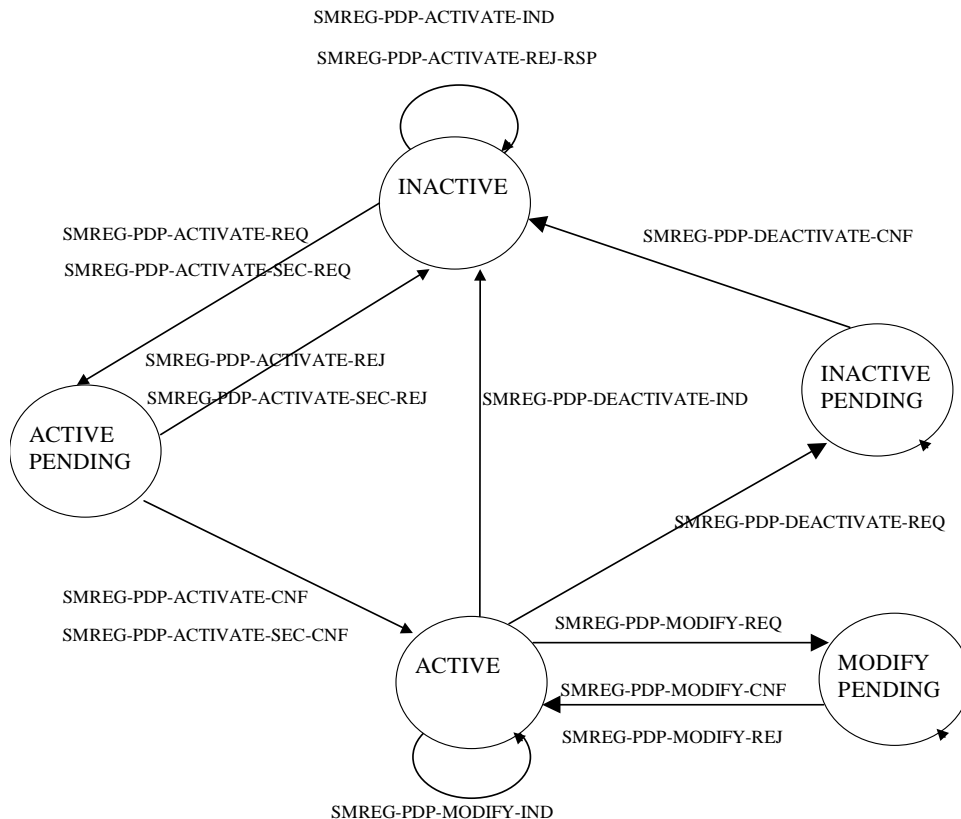 SMREG-PDP-ACTIVATE-IND
SMREG-PDP-ACTIVATE-REJ-RSP
INACTIVE
SMREG-PDP-ACTIVATE-REQ
SMREG-PDP-ACTIVATE-SEC-REQ
SMREG-PDP-DEACTIVATE-CNF
SMREG-PDP-ACTIVATE-REJ
SMREG-PDP-ACTIVATE-SEC-REJ
SMREG-PDP-DEACTIVATE-IND
INACTIVE
PENDING
ACTIVE
PENDING
SMREG-PDP-DEACTIVATE-REQ
SMREG-PDP-ACTIVATE-CNF
SMREG-PDP-ACTIVATE-SEC-CNF
ACTIVE
SMREG-PDP-MODIFY-REQ
SMREG-PDP-MODIFY-CNF
SMREG-PDP-MODIFY-REJ
MODIFY
PENDING
SMREG-PDP-MODIFY-IND